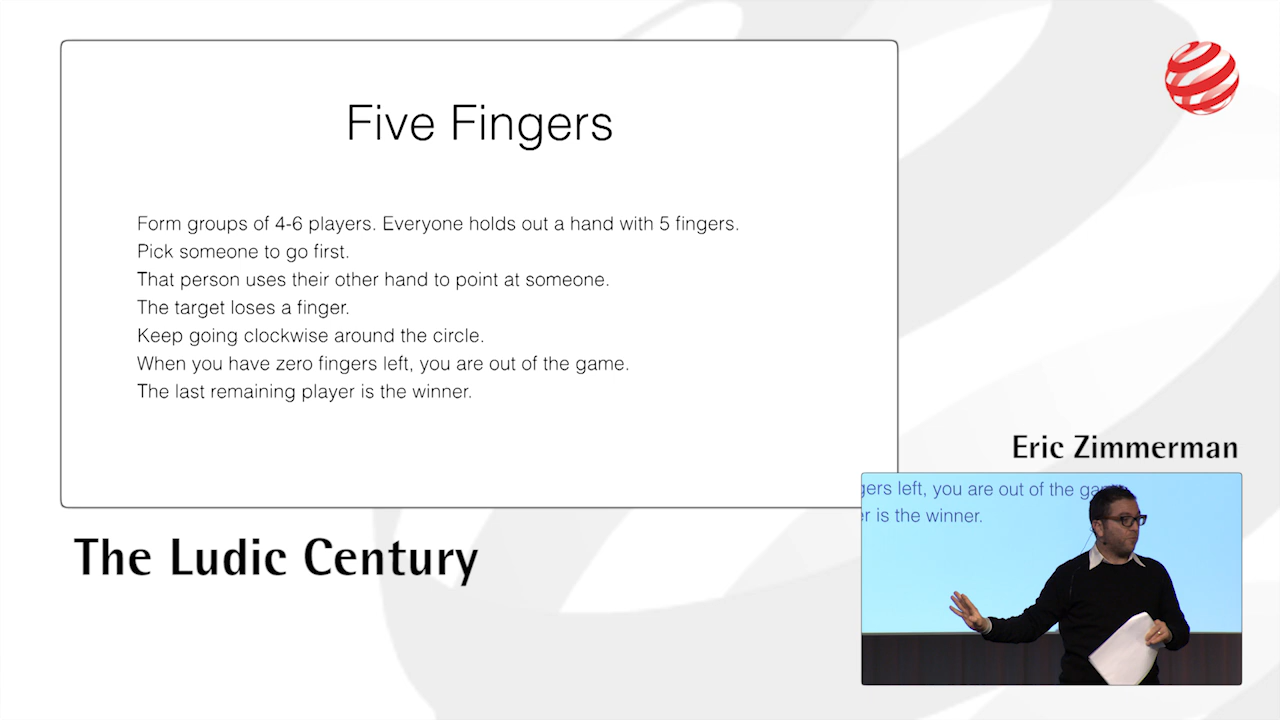 Five Fingers
Form groups of 4-6 players. Everyone holds out a hand with 5 fingers.
Pick someone to go first.
That person uses their other hand to point at someone.
The target loses a finger.
Keep going clockwise around the circle.
When you have zero fingers left, you are out of the game.
The last remaining player is the winner.
Eric Zimmerman
gers left, you are out of the game
er is the winner.
The Ludic Century